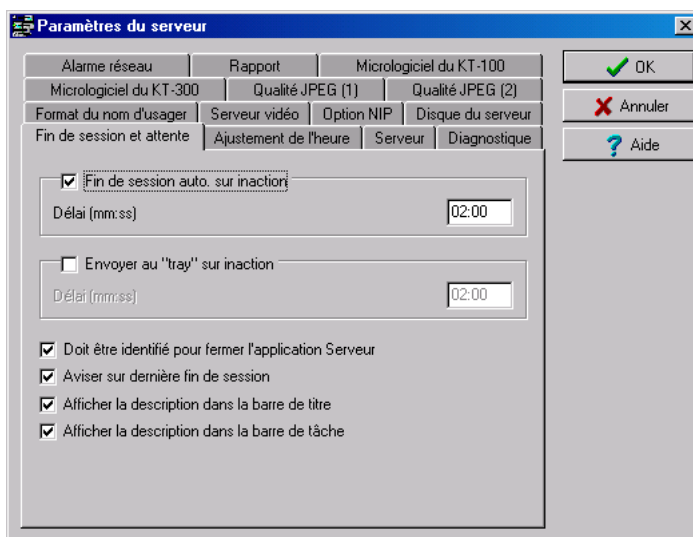 Paramètres du serveur
Alarme réseau Rapport Micrologiciel du KT-100
Micrologiciel du KT-300 Qualité JPEG (1) Qualité JPEG (2)
Format du nom d'usager Serveur vidéo Option NIP Disque du serveur
Fin de session et attente Ajustement de l'heure Serveur Diagnostique
OK
Annuler
Aide
Fin de session auto. sur inaction
Délai (mm:ss) 02:00
Envoyer au "tray" sur inaction
Délai (mm:ss) 02:00
Doit être identifié pour fermer l'application Serveur
Aviser sur dernière fin de session
Afficher la description dans la barre de titre
Afficher la description dans la barre de tâche